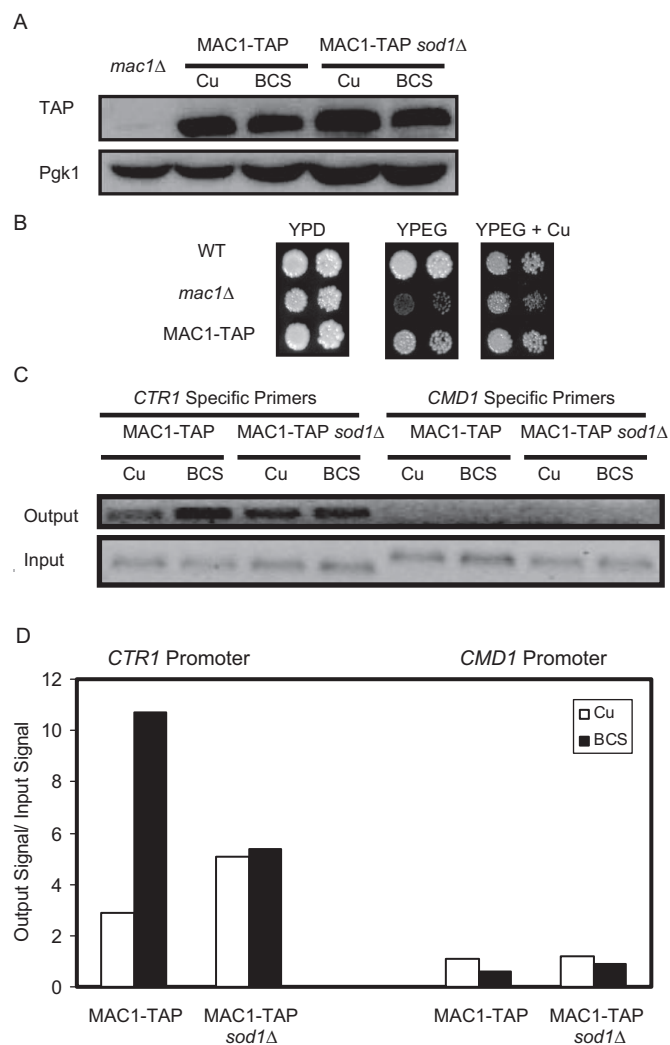 A
mac1Δ
MAC1-TAP
MAC1-TAP sod1Δ
Cu
BCS
Cu
BCS
TAP
Pgk1
B
YPD
YPEG
YPEG + Cu
WT
mac1Δ
MAC1-TAP
C
CTR1 Specific Primers
CMD1 Specific Primers
MAC1-TAP
MAC1-TAP sod1Δ
MAC1-TAP
MAC1-TAP sod1Δ
Cu
BCS
Cu
BCS
Cu
BCS
Cu
BCS
Output
Input
D
CTR1 Promoter
CMD1 Promoter
Output Signal/ Input Signal
12
10
8
6
4
2
0
Cu
BCS
MAC1-TAP
MAC1-TAP
sod1Δ
MAC1-TAP
MAC1-TAP
sod1Δ